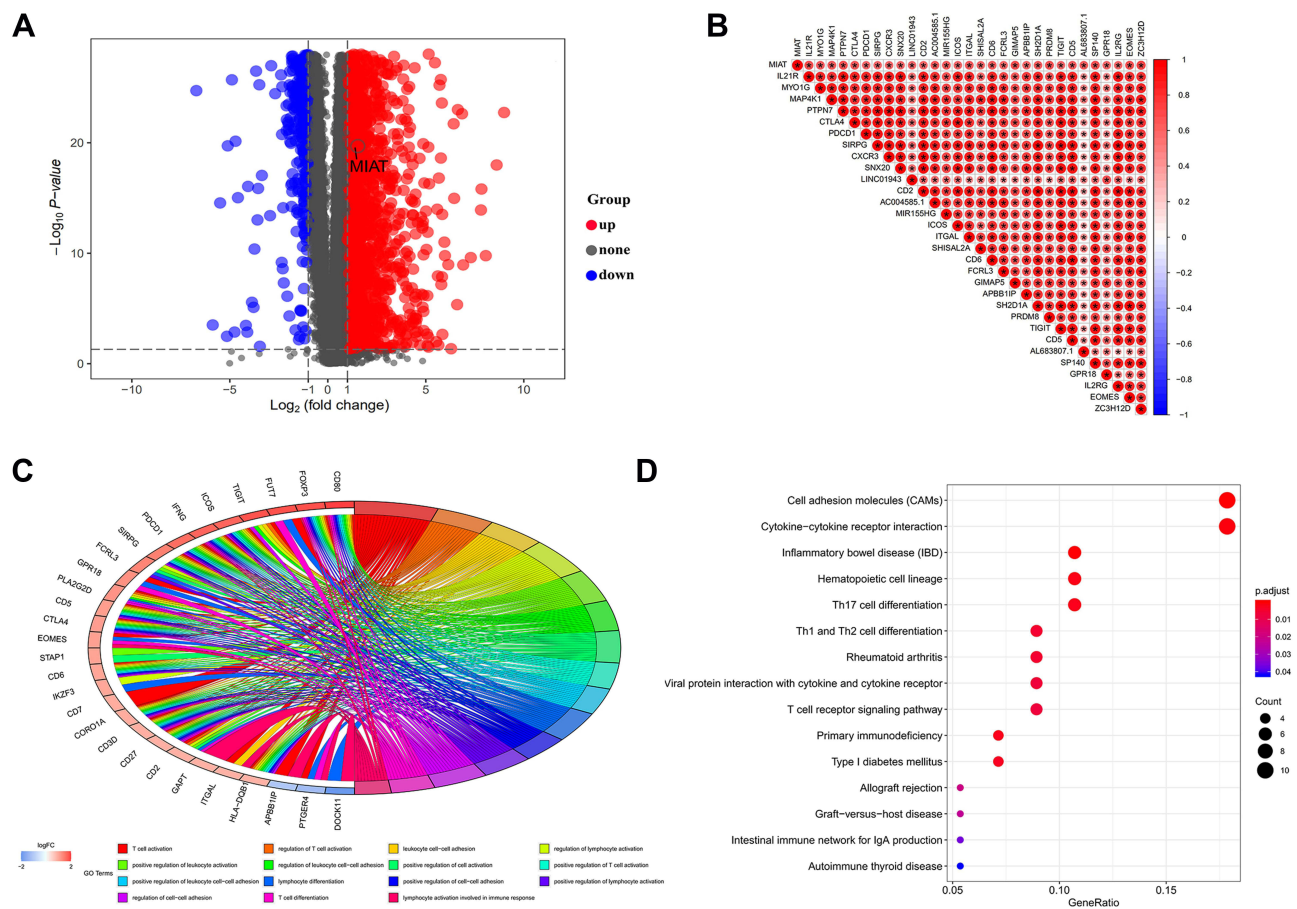 A
−Log10 P−value
20
10
0
MIAT
−10
−5
−1
0
1
5
10
Log2 (fold change)
Group
up
none
down
B
MIAT
IL21R
MYO1G
MAP4K1
PTPN7
CTLA4
PDCD1
SIRPG
CXCR3
SNX20
LINC01943
CD2
AC004585.1
MIR155HG
ICOS
ITGAL
SHISAL2A
CD6
FCRL3
GIMAP5
APBB1IP
SH2D1A
PRDM8
TIGIT
CD5
AL683807.1
SP140
GPR18
IL2RG
EOMES
ZC3H12D
MIAT
IL21R
MYO1G
MAP4K1
PTPN7
CTLA4
PDCD1
SIRPG
CXCR3
SNX20
LINC01943
CD2
AC004585.1
MIR155HG
ICOS
ITGAL
SHISAL2A
CD6
FCRL3
GIMAP5
APBB1IP
SH2D1A
PRDM8
TIGIT
CD5
AL683807.1
SP140
GPR18
IL2RG
EOMES
ZC3H12D
1
0.8
0.6
0.4
0.2
0
−0.2
−0.4
−0.6
−0.8
−1
C
CD80
FOXP3
FUT7
TIGIT
ICOS
IFNG
PDCD1
SIRPG
FCRL3
GPR18
PLA2G2D
CD5
CTLA4
EOMES
STAP1
CD6
IKZF3
CD7
CORO1A
CD3D
CD27
CD2
GAPT
ITGAL
HLA−DQB1
APBB1IP
PTGER4
DOCK11
logFC
−2
2
GO Terms
T cell activation
regulation of T cell activation
leukocyte cell−cell adhesion
regulation of lymphocyte activation
positive regulation of leukocyte activation
regulation of leukocyte cell−cell adhesion
positive regulation of cell activation
positive regulation of T cell activation
positive regulation of leukocyte cell−cell adhesion
lymphocyte differentiation
positive regulation of cell−cell adhesion
positive regulation of lymphocyte activation
regulation of cell−cell adhesion
T cell differentiation
lymphocyte activation involved in immune response
D
Cell adhesion molecules (CAMs)
Cytokine−cytokine receptor interaction
Inflammatory bowel disease (IBD)
Hematopoietic cell lineage
Th17 cell differentiation
Th1 and Th2 cell differentiation
Rheumatoid arthritis
Viral protein interaction with cytokine and cytokine receptor
T cell receptor signaling pathway
Primary immunodeficiency
Type I diabetes mellitus
Allograft rejection
Graft−versus−host disease
Intestinal immune network for IgA production
Autoimmune thyroid disease
0.05
0.10
0.15
GeneRatio
p.adjust
0.01
0.02
0.03
0.04
Count
4
6
8
10